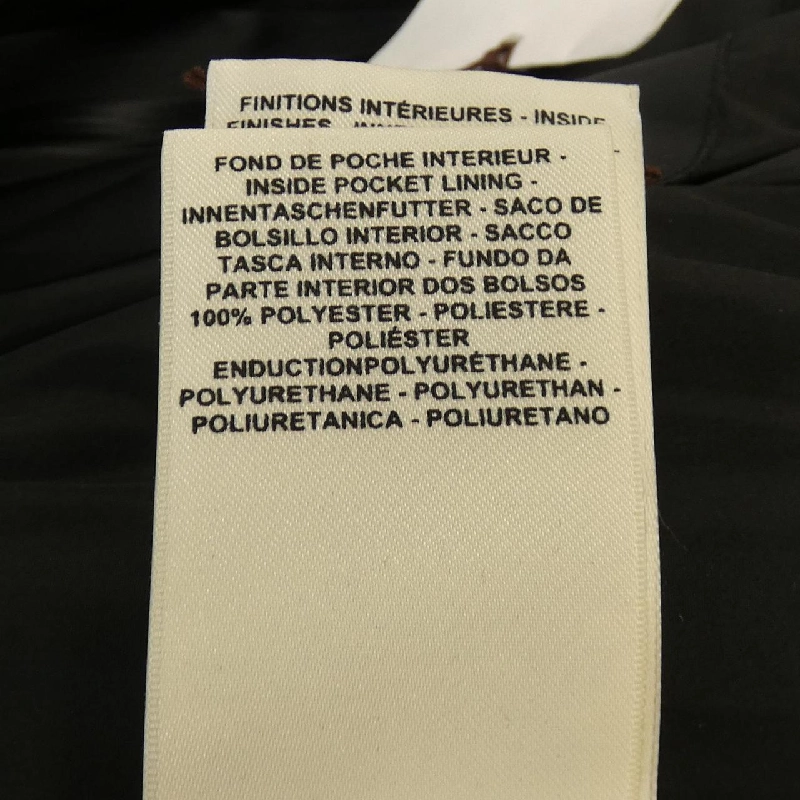 FINITIONS INTÉRIEURES - INSIDE
FINISHES
FOND DE POCHE INTERIEUR -
INSIDE POCKET LINING -
INNENTASCHENFUTTER - SACO DE
BOLSILLO INTERIOR - SACCO
TASCA INTERNO - FUNDO DA
PARTE INTERIOR DOS BOLSOS
100% POLYESTER - POLIESTERE -
POLIÉSTER
ENDUCTIONPOLYURÉTHANE -
POLYURETHANE - POLYURETHAN -
POLIURETANICA - POLIURETANO